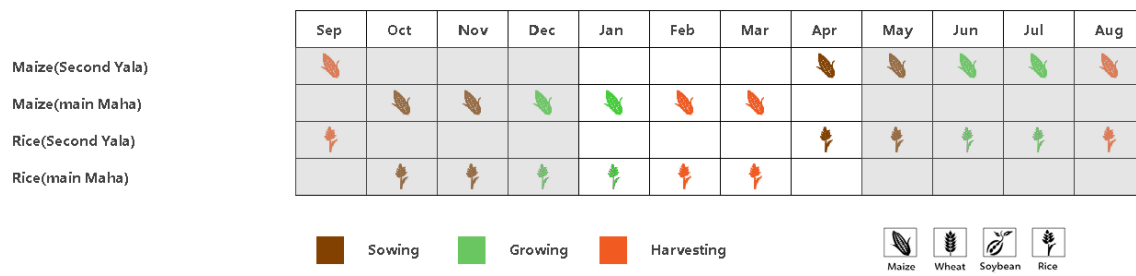 Sep Oct Nov Dec Jan Feb Mar Apr May Jun Jul Aug
Maize(Second Yala)
Maize(main Maha)
Rice(Second Yala)
Rice(main Maha)
Sowing Growing Harvesting
Maize Wheat Soybean Rice